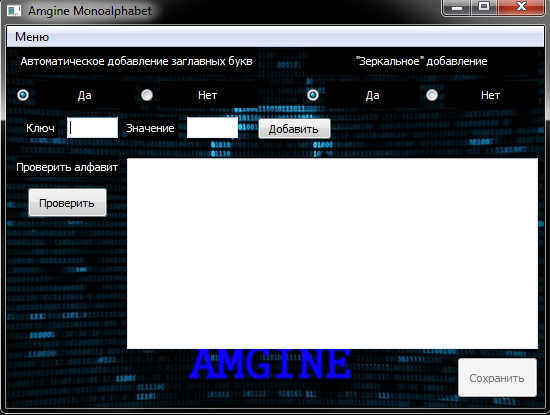 Amgine Monoalphabet
Меню
Автоматическое добавление заглавных букв
"Зеркальное" добавление
Да Нет Да Нет
Ключ Значение Добавить
Проверить алфавит
Проверить
AMGINE
Сохранить